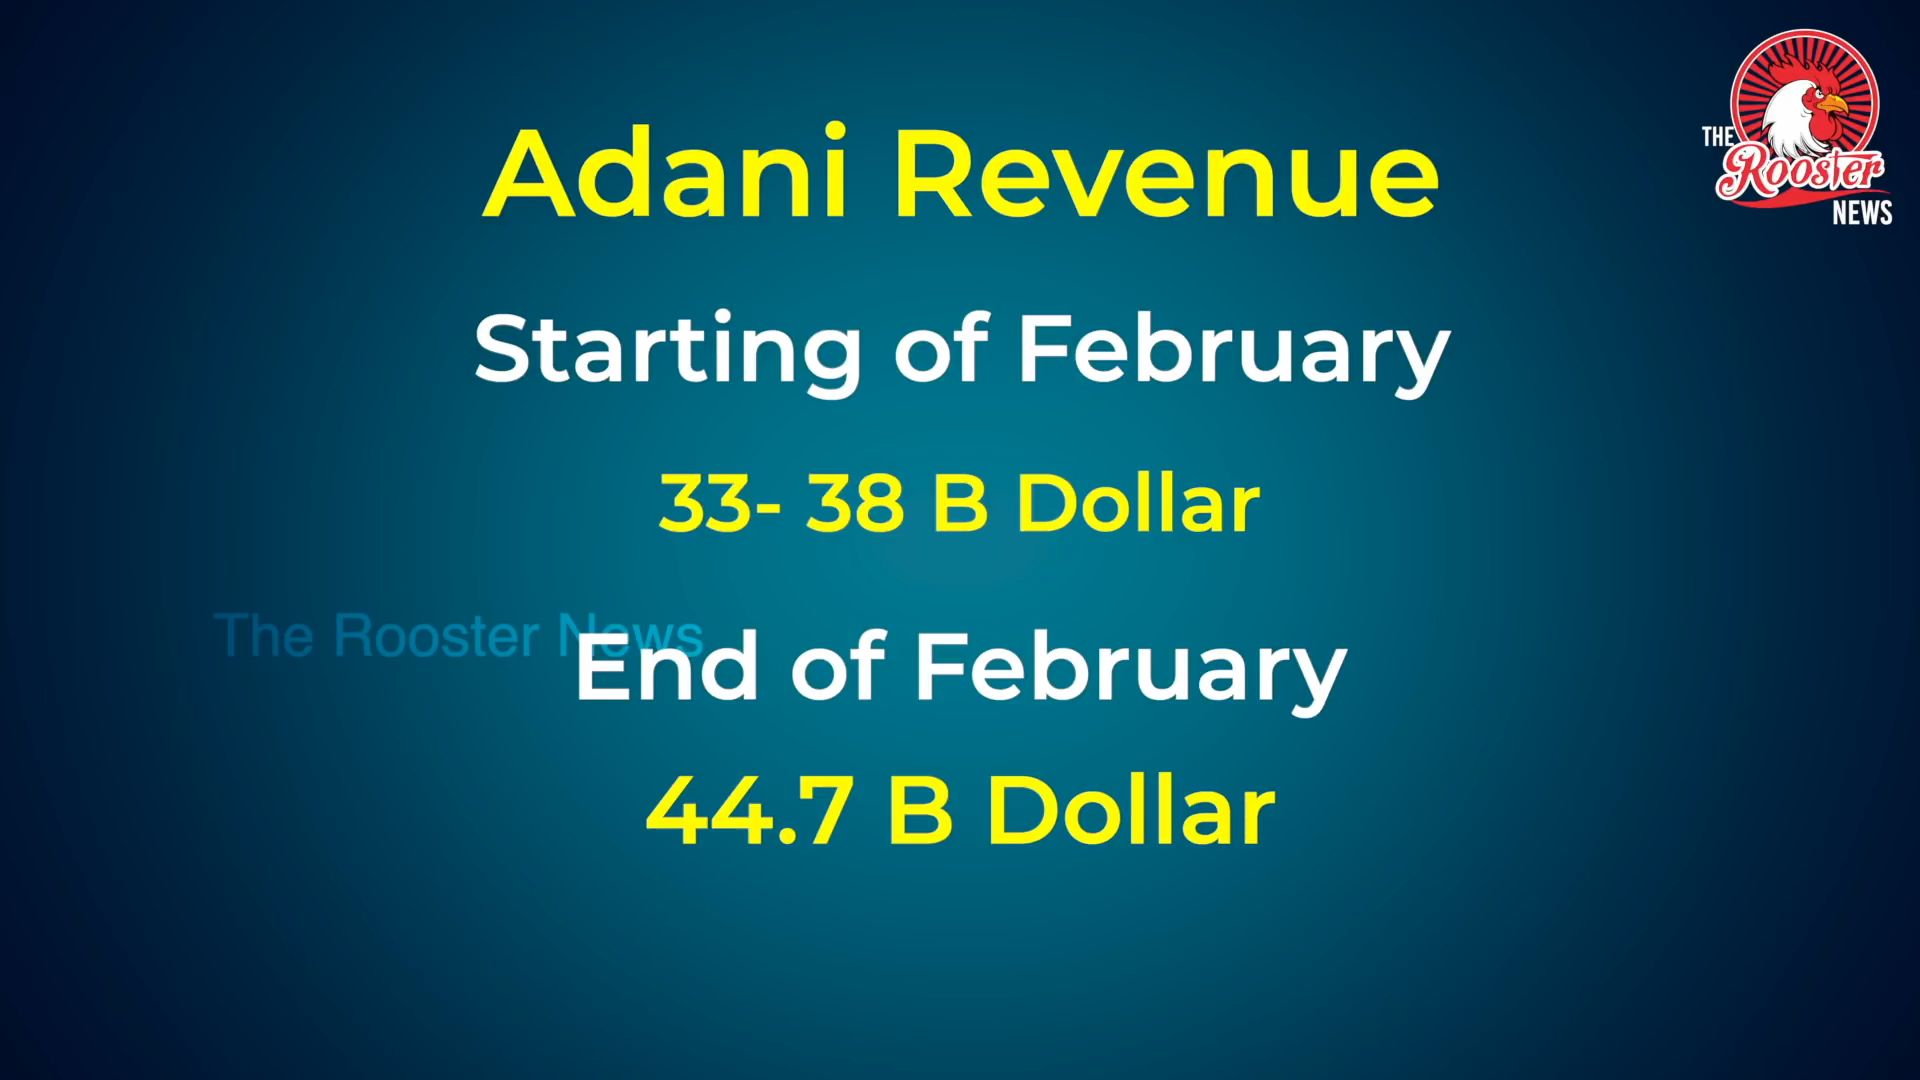 THE
Rooster
NEWS
Adani Revenue
Starting of February
33- 38 B Dollar
The Rooster News
End of February
44.7 B Dollar